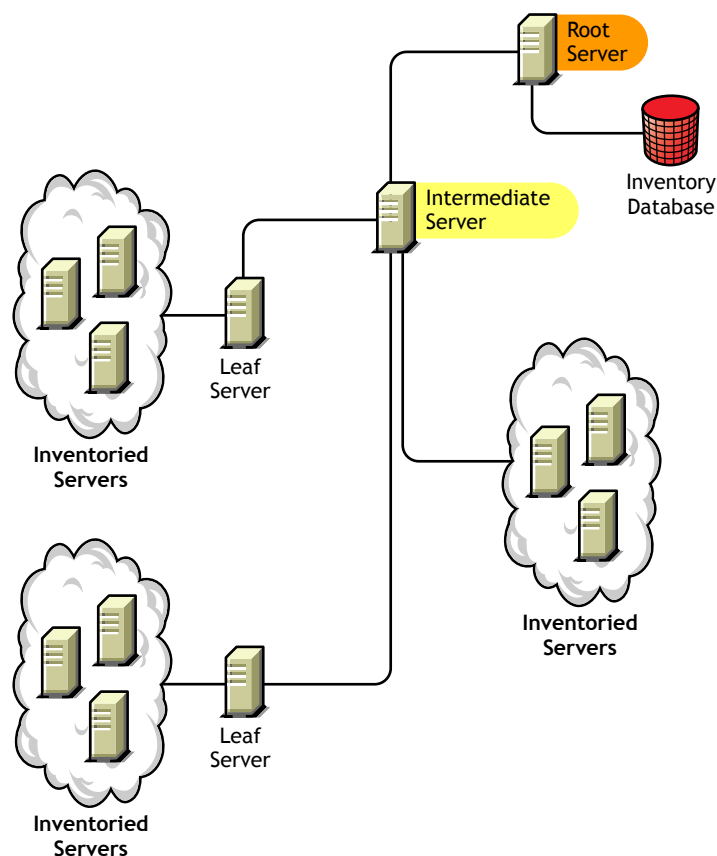 Root
Server
Inventory
Database
Intermediate
Server
Leaf
Server
Inventoried
Servers
Inventoried
Servers
Leaf
Server
Inventoried
Servers